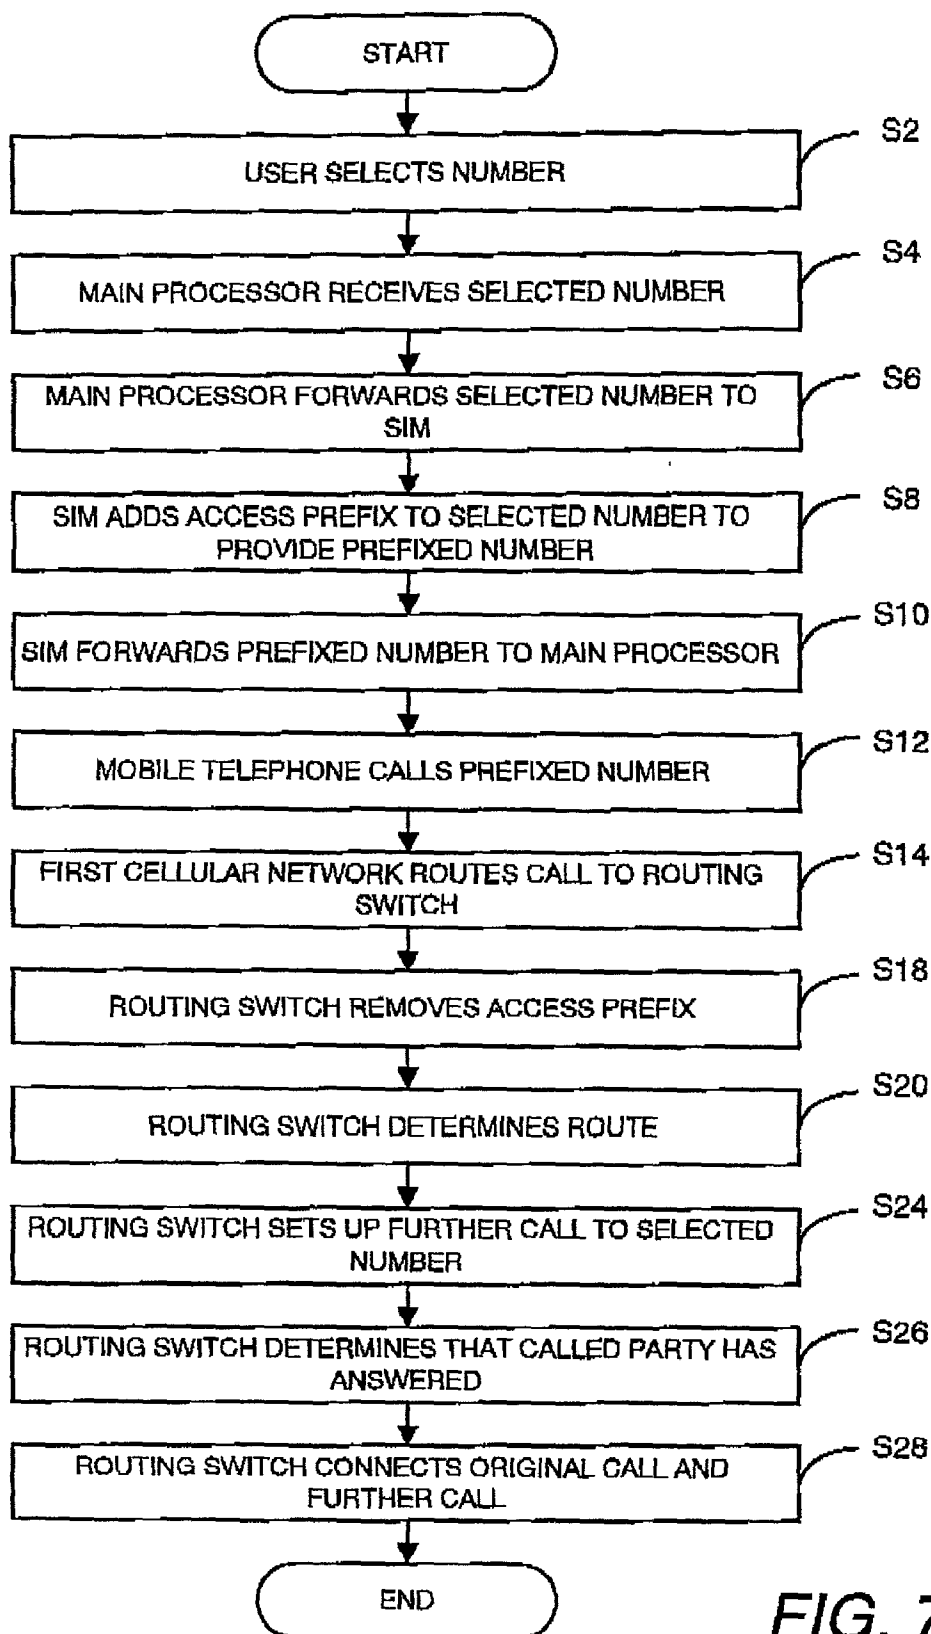 START
S2
USER SELECTS NUMBER
S4
MAIN PROCESSOR RECEIVES SELECTED NUMBER
S6
MAIN PROCESSOR FORWARDS SELECTED NUMBER TO
SIM
S8
SIM ADDS ACCESS PREFIX TO SELECTED NUMBER TO
PROVIDE PREFIXED NUMBER
S10
SIM FORWARDS PREFIXED NUMBER TO MAIN PROCESSOR
S12
MOBILE TELEPHONE CALLS PREFIXED NUMBER
S14
FIRST CELLULAR NETWORK ROUTES CALL TO ROUTING
SWITCH
S18
ROUTING SWITCH REMOVES ACCESS PREFIX
S20
ROUTING SWITCH DETERMINES ROUTE
S24
ROUTING SWITCH SETS UP FURTHER CALL TO SELECTED
NUMBER
S26
ROUTING SWITCH DETERMINES THAT CALLED PARTY HAS
ANSWERED
S28
ROUTING SWITCH CONNECTS ORIGINAL CALL AND
FURTHER CALL
END
FIG. 7